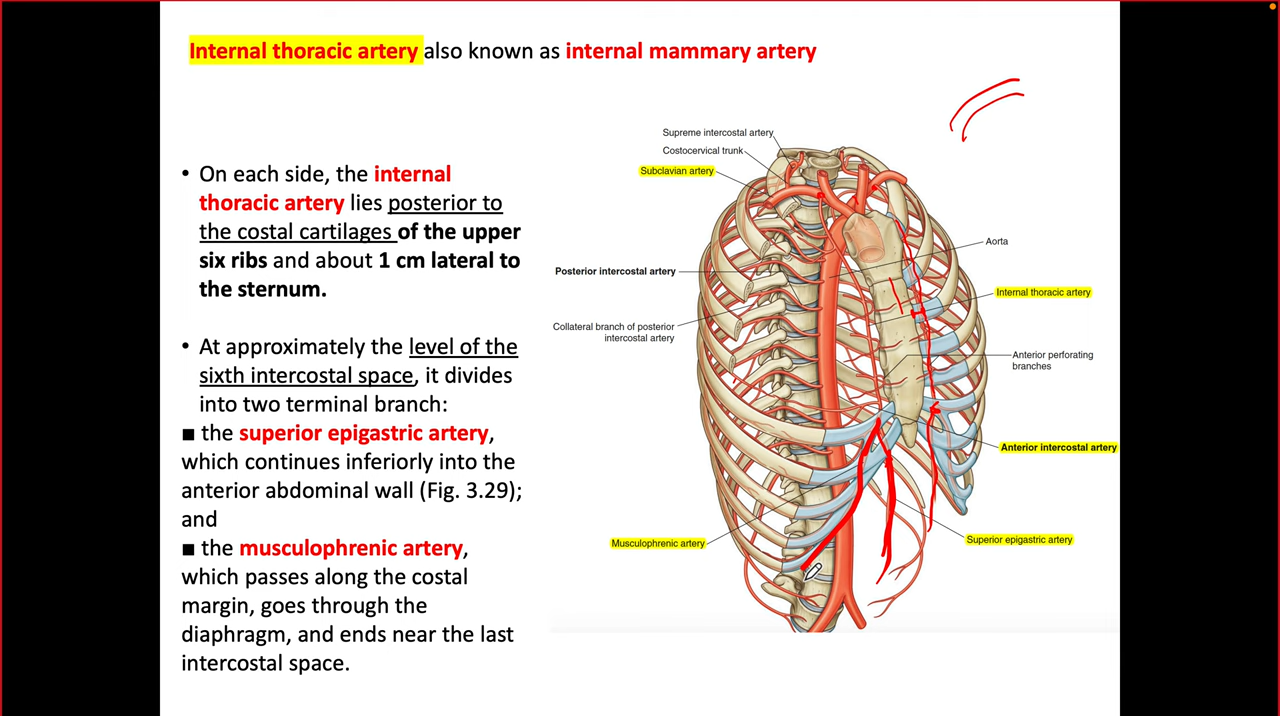 Internal thoracic artery also known as internal mammary artery
• On each side, the internal
thoracic artery lies posterior to
the costal cartilages of the upper
six ribs and about 1 cm lateral to
the sternum.
• At approximately the level of the
sixth intercostal space, it divides
into two terminal branch:
■ the superior epigastric artery,
which continues inferiorly into the
anterior abdominal wall (Fig. 3.29);
and
■ the musculophrenic artery,
which passes along the costal
margin, goes through the
diaphragm, and ends near the last
intercostal space.
Supreme intercostal artery
Costocervical trunk
Subclavian artery
Posterior intercostal artery
Collateral branch of posterior
intercostal artery
Musculophrenic artery
Aorta
Internal thoracic artery
Anterior perforating
branches
Anterior intercostal artery
Superior epigastric artery